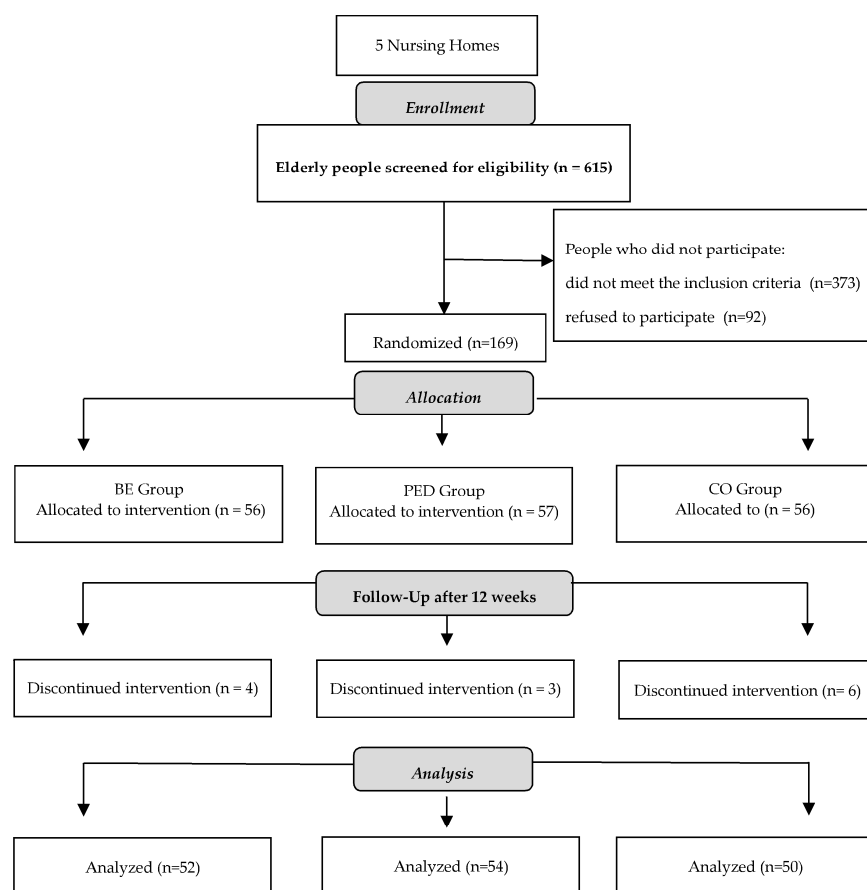 5 Nursing Homes
Enrollment
Elderly people screened for eligibility (n = 615)
People who did not participate:
did not meet the inclusion criteria (n=373)
refused to participate (n=92)
Randomized (n=169)
Allocation
BE Group
Allocated to intervention (n = 56)
PED Group
Allocated to intervention (n = 57)
CO Group
Allocated to (n = 56)
Follow-Up after 12 weeks
Discontinued intervention (n = 4)
Discontinued intervention (n = 3)
Discontinued intervention (n= 6)
Analysis
Analyzed (n=52)
Analyzed (n=54)
Analyzed (n=50)